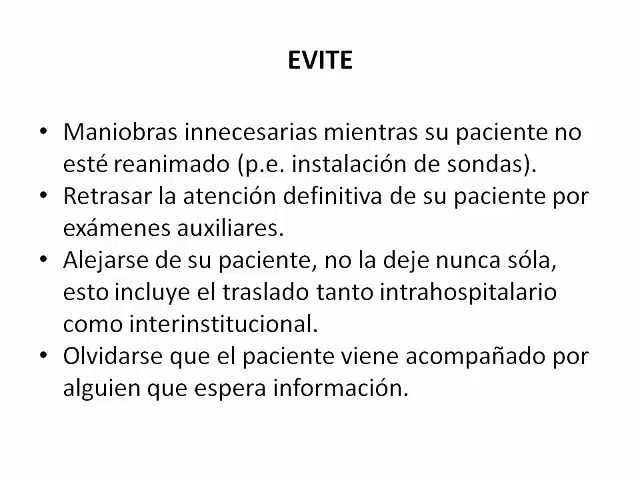 EVITE
• Maniobras innecesarias mientras su paciente no
esté reanimado (p.e. instalación de sondas).
• Retrasar la atención definitiva de su paciente por
exámenes auxiliares.
• Alejarse de su paciente, no la deje nunca sóla,
esto incluye el traslado tanto intrahospitalario
como interinstitucional.
• Olvidarse que el paciente viene acompañado por
alguien que espera información.